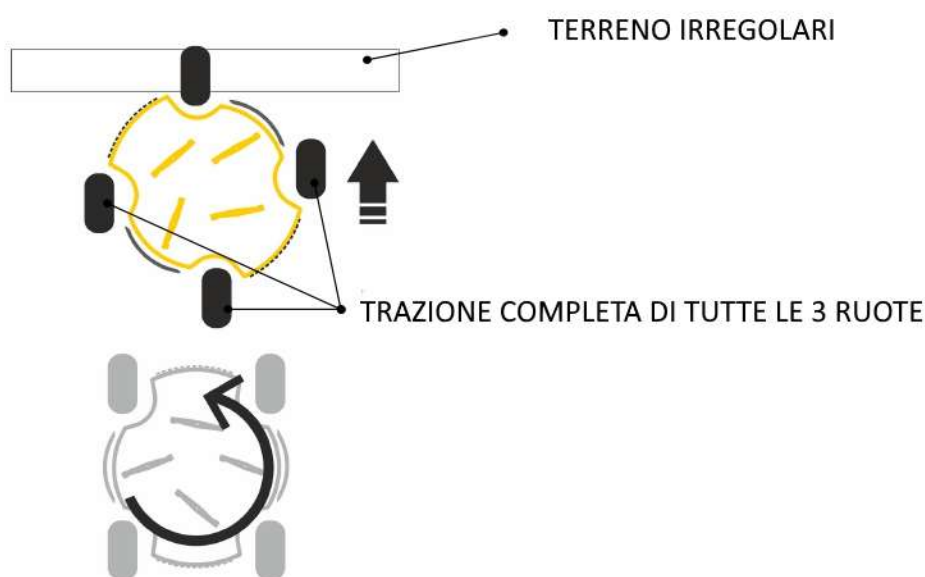 TERRENO IRREGOLARI
TRAZIONE COMPLETA DI TUTTE LE 3 RUOTE